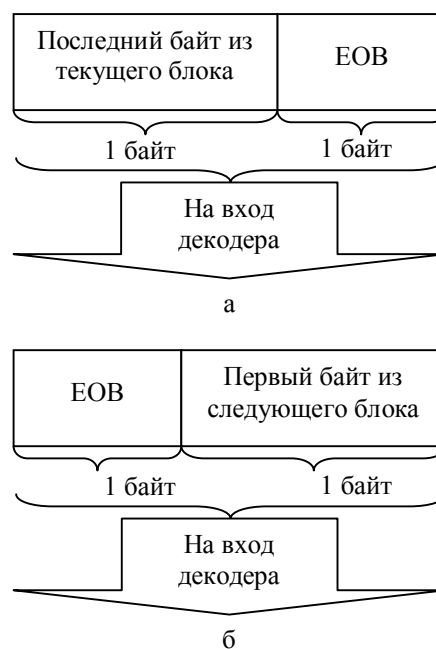 Последний байт из
текущего блока
EOB
1 байт
1 байт
На вход
декодера
а
EOB
Первый байт из
следующего блока
1 байт
1 байт
На вход
декодера
б